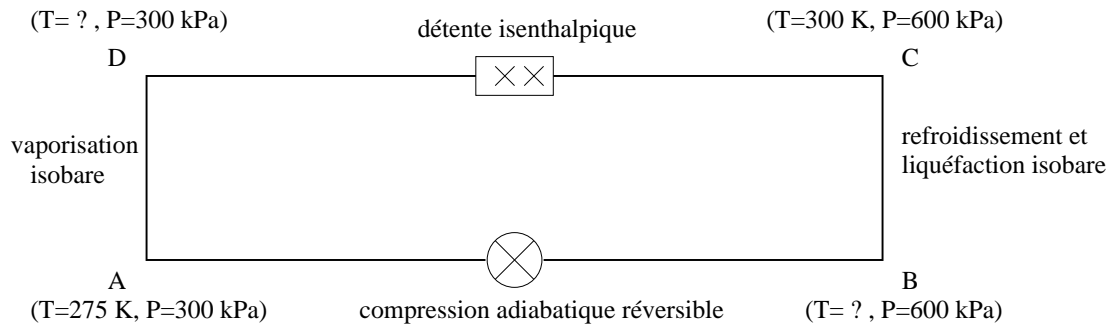 (T= ? , P=300 kPa)
détente isenthalpique
(T=300 K, P=600 kPa)
D
C
vaporisation
isobare
refroidissement et
liquéfaction isobare
A
B
(T=275 K, P=300 kPa)
compression adiabatique réversible
(T= ? , P=600 kPa)